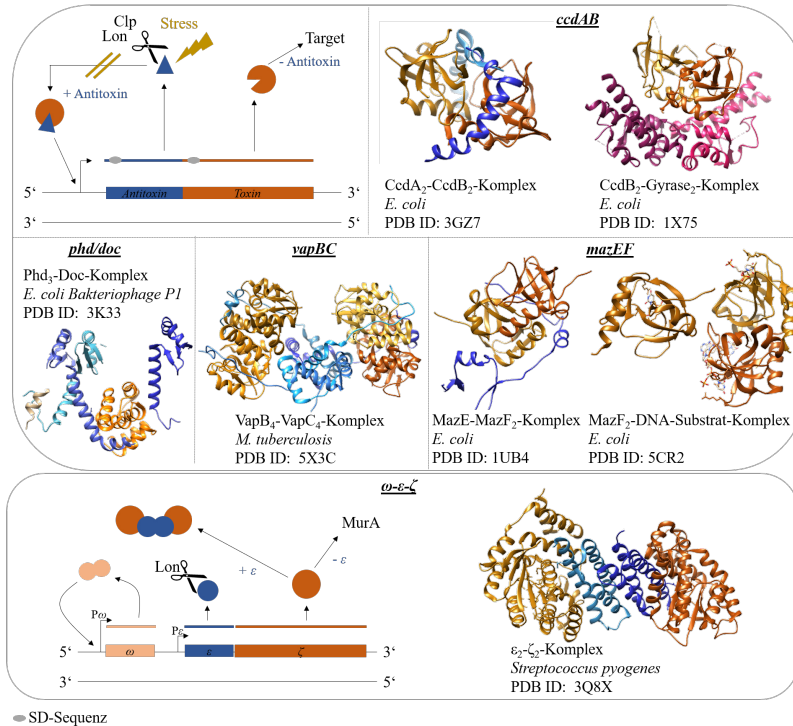 Clp
Lon
Stress
Target
- Antitoxin
+ Antitoxin
5‘
Antitoxin
Toxin
3‘
3‘
5‘
ccdAB
CcdA2-CcdB2-Komplex
E. coli
PDB ID: 3GZ7
CcdB2-Gyrase2-Komplex
E. coli
PDB ID: 1X75
phd/doc
Phd3-Doc-Komplex
E. coli Bakteriophage P1
PDB ID: 3K33
vapBC
VapB4-VapC4-Komplex
M. tuberculosis
PDB ID: 5X3C
mazEF
MazE-MazF2-Komplex
E. coli
PDB ID: 1UB4
MazF2-DNA-Substrat-Komplex
E. coli
PDB ID: 5CR2
ω-ε-ζ
MurA
+ ε
- ε
Lon
Pω
Pε
5‘
ω
ε
ζ
3‘
3‘
5‘
ε2-ζ2-Komplex
Streptococcus pyogenes
PDB ID: 3Q8X
SD-Sequenz